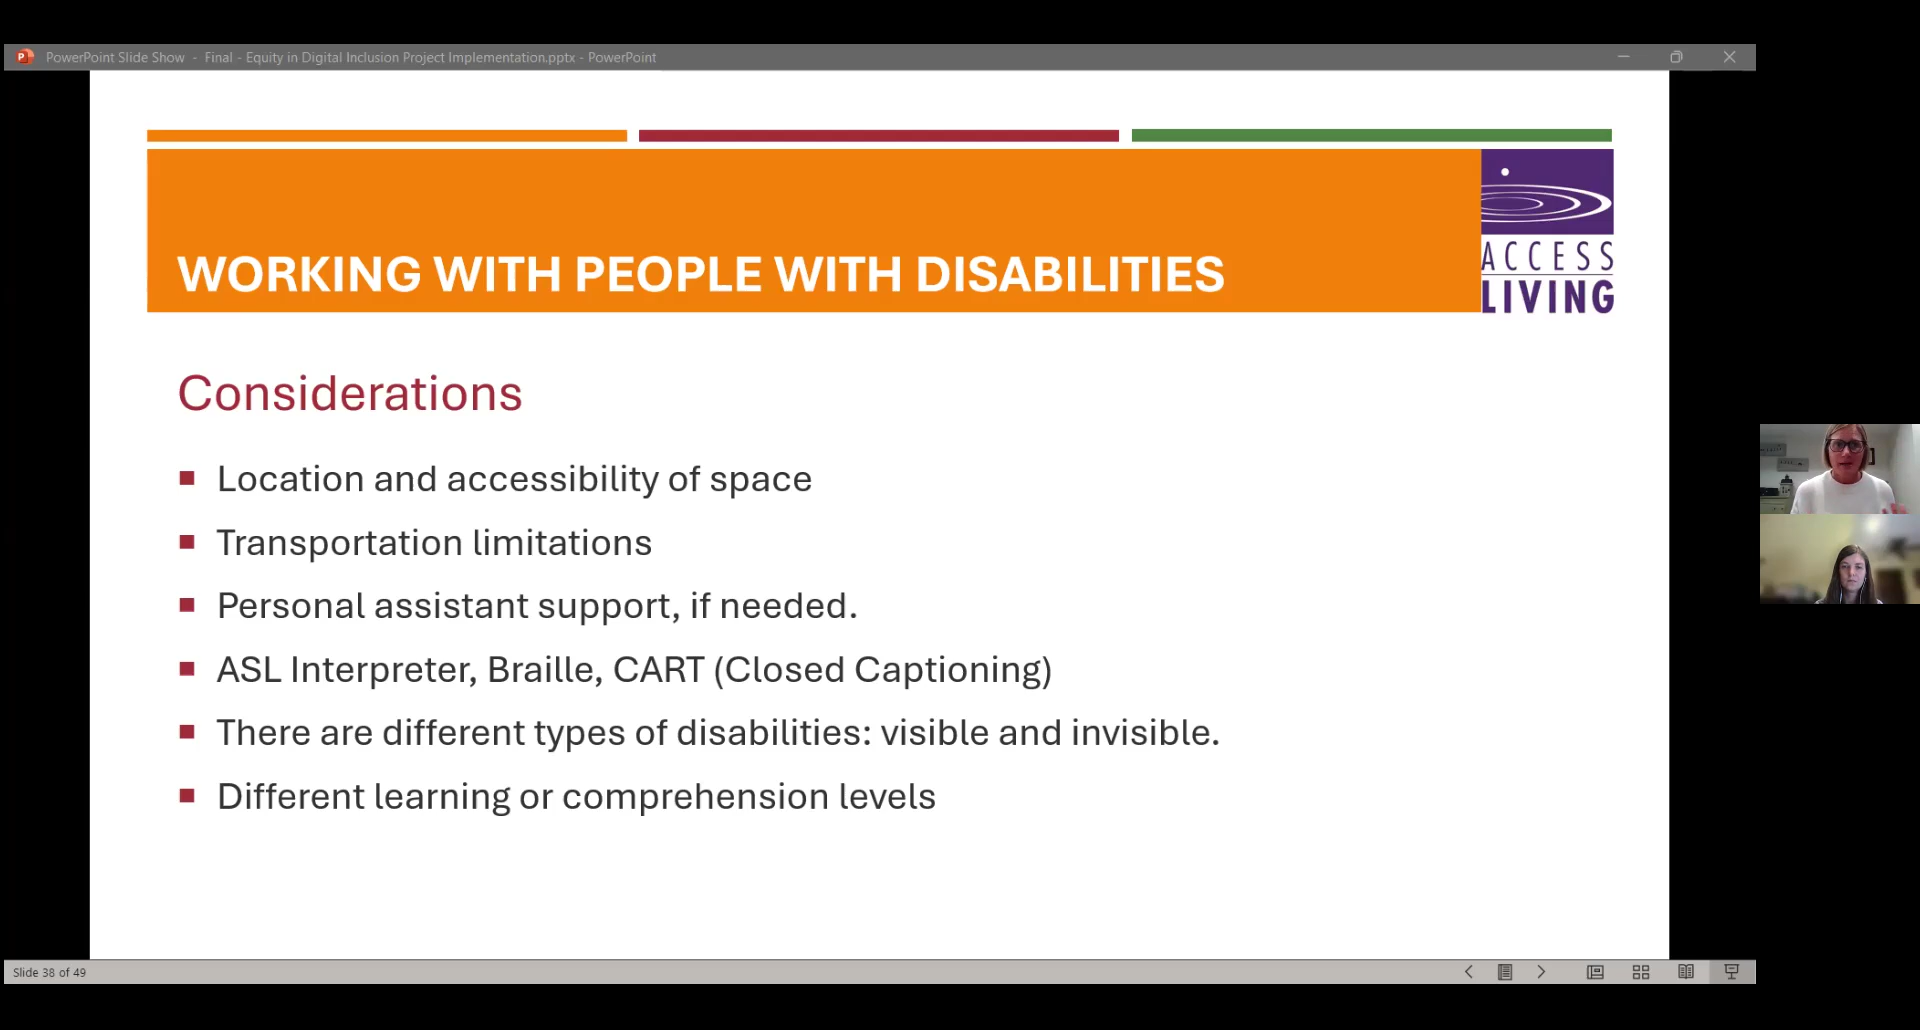 PowerPoint Slide Show - Final - Equity in Digital Inclusion Project Implementation.pptx - PowerPoint
WORKING WITH PEOPLE WITH DISABILITIES
ACCESS
LIVING
Considerations
Location and accessibility of space
Transportation limitations
Personal assistant support, if needed.
ASL Interpreter, Braille, CART (Closed Captioning)
There are different types of disabilities: visible and invisible.
Different learning or comprehension levels
Slide 38 of 49